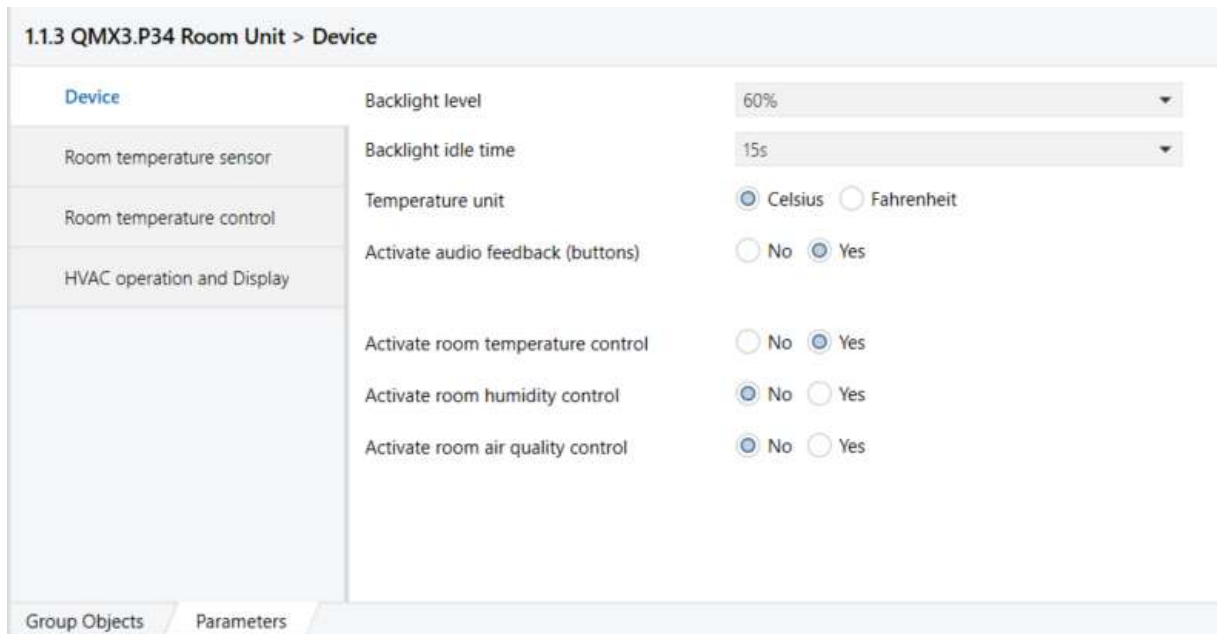 1.1.3 QMX3.P34 Room Unit > Device
Device
Room temperature sensor
Room temperature control
HVAC operation and Display
Backlight level 60%
Backlight idle time 15s
Temperature unit Celsius Fahrenheit
Activate audio feedback (buttons) No Yes
Activate room temperature control No Yes
Activate room humidity control No Yes
Activate room air quality control No Yes
Group Objects Parameters